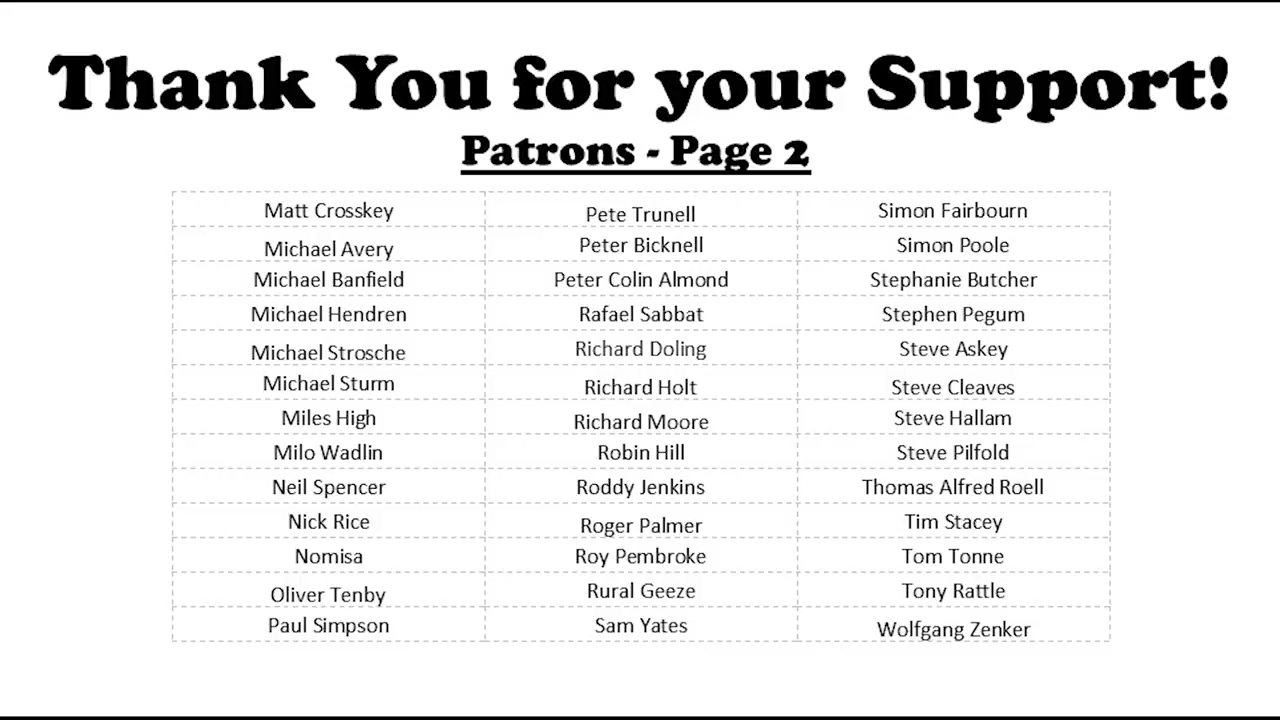 Thank You for your Support!
Patrons - Page 2
Matt Crosskey Pete Trunell Simon Fairbourn
Michael Avery Peter Bicknell Simon Poole
Michael Banfield Peter Colin Almond Stephanie Butcher
Michael Hendren Rafael Sabbat Stephen Pegum
Michael Strosche Richard Doling Steve Askey
Michael Sturm Richard Holt Steve Cleaves
Miles High Richard Moore Steve Hallam
Milo Wadlin Robin Hill Steve Pilfold
Neil Spencer Roddy Jenkins Thomas Alfred Roell
Nick Rice Roger Palmer Tim Stacey
Nomisa Roy Pembroke Tom Tonne
Oliver Tenby Rural Geeze Tony Rattle
Paul Simpson Sam Yates Wolfgang Zenker